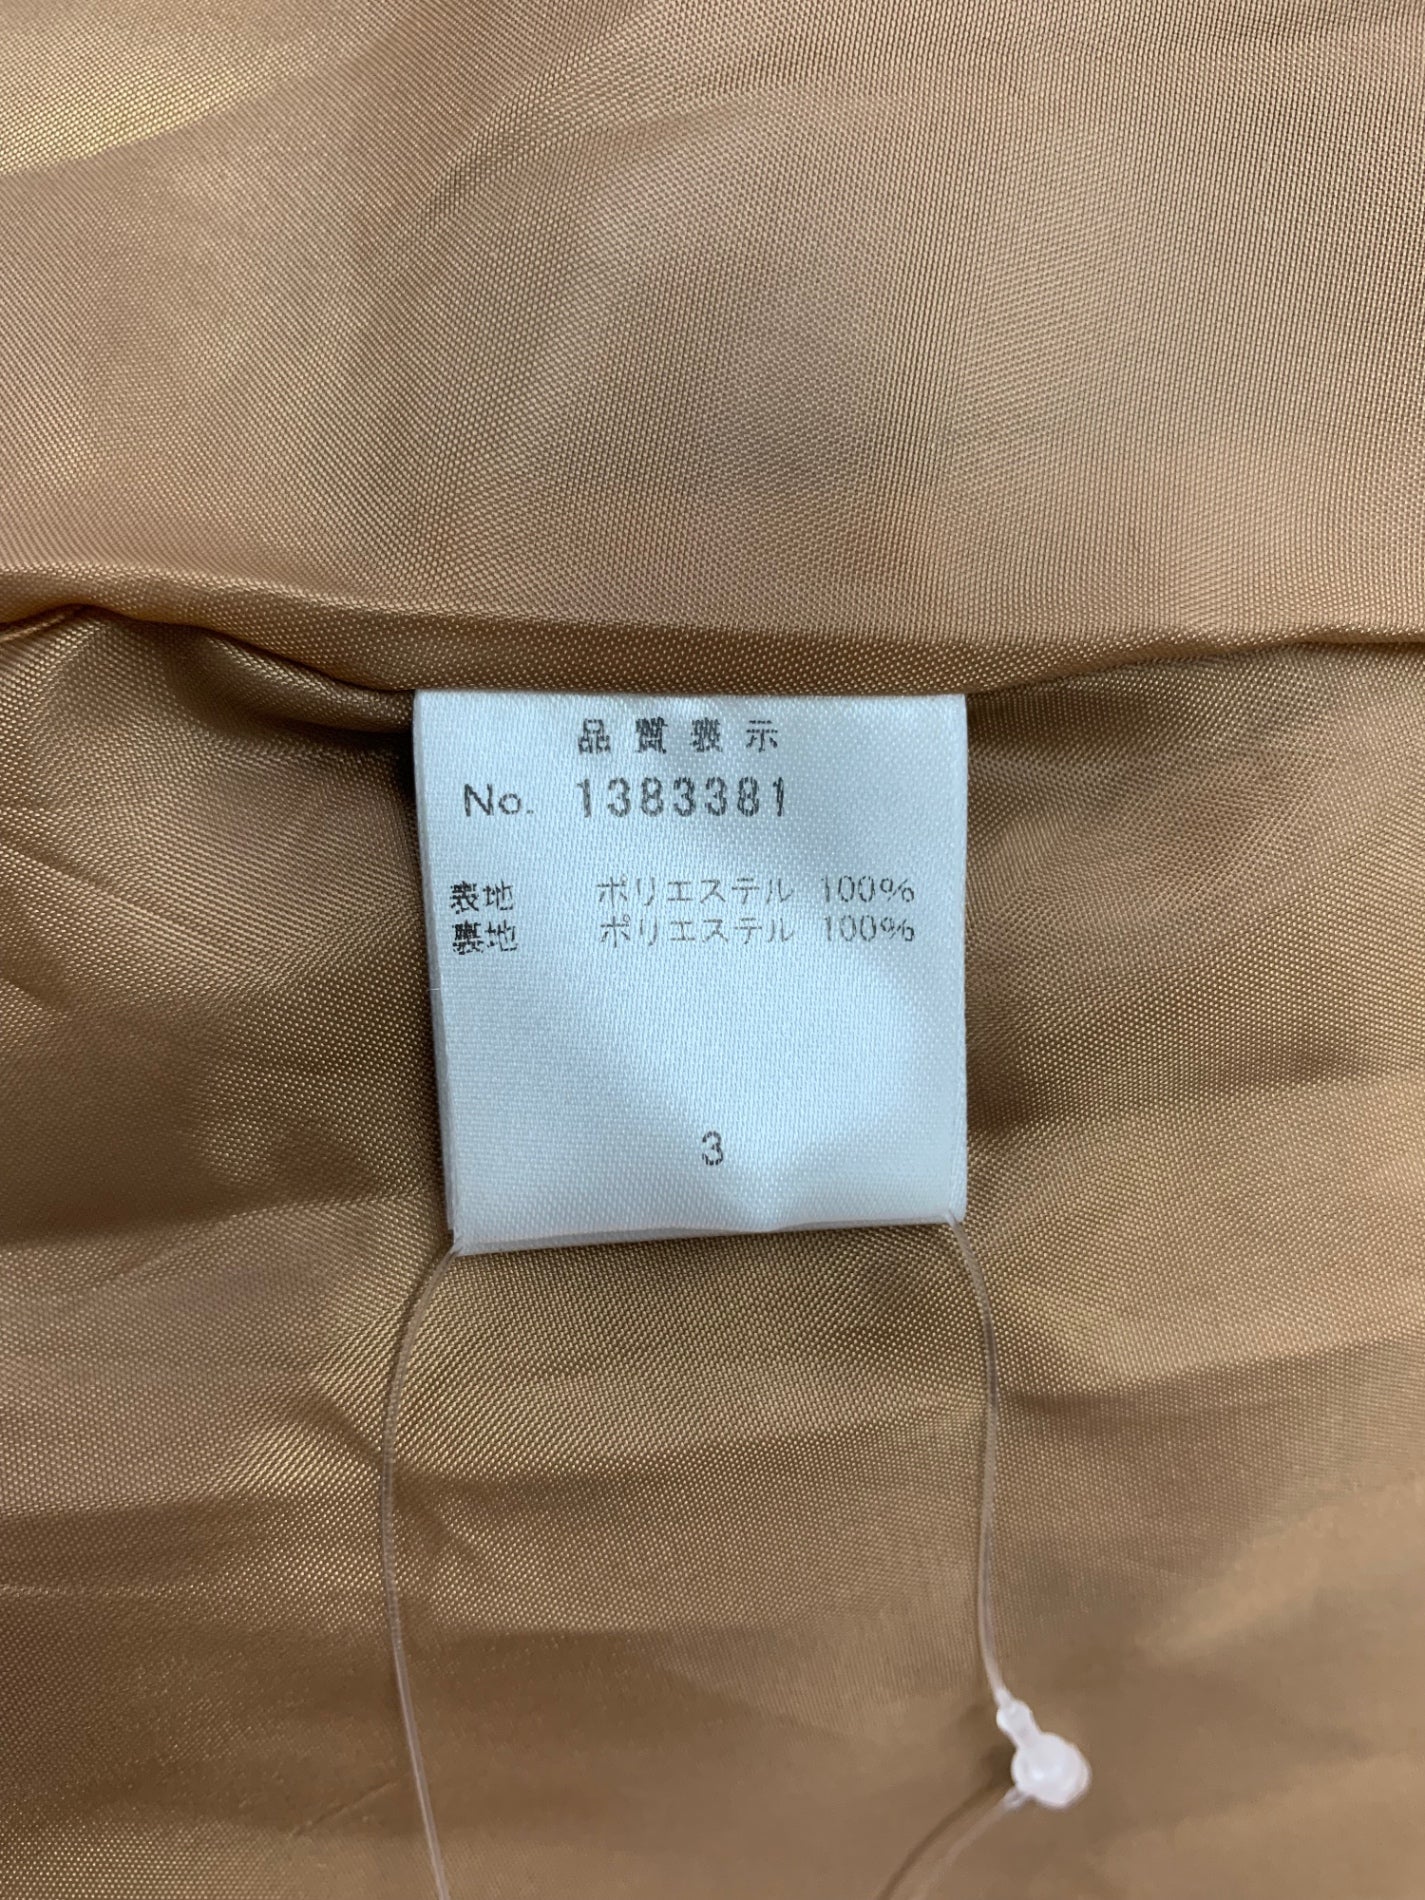 品質表示
No. 1383381
表地 ポリエステル 100%
裏地 ポリエステル 100%
3